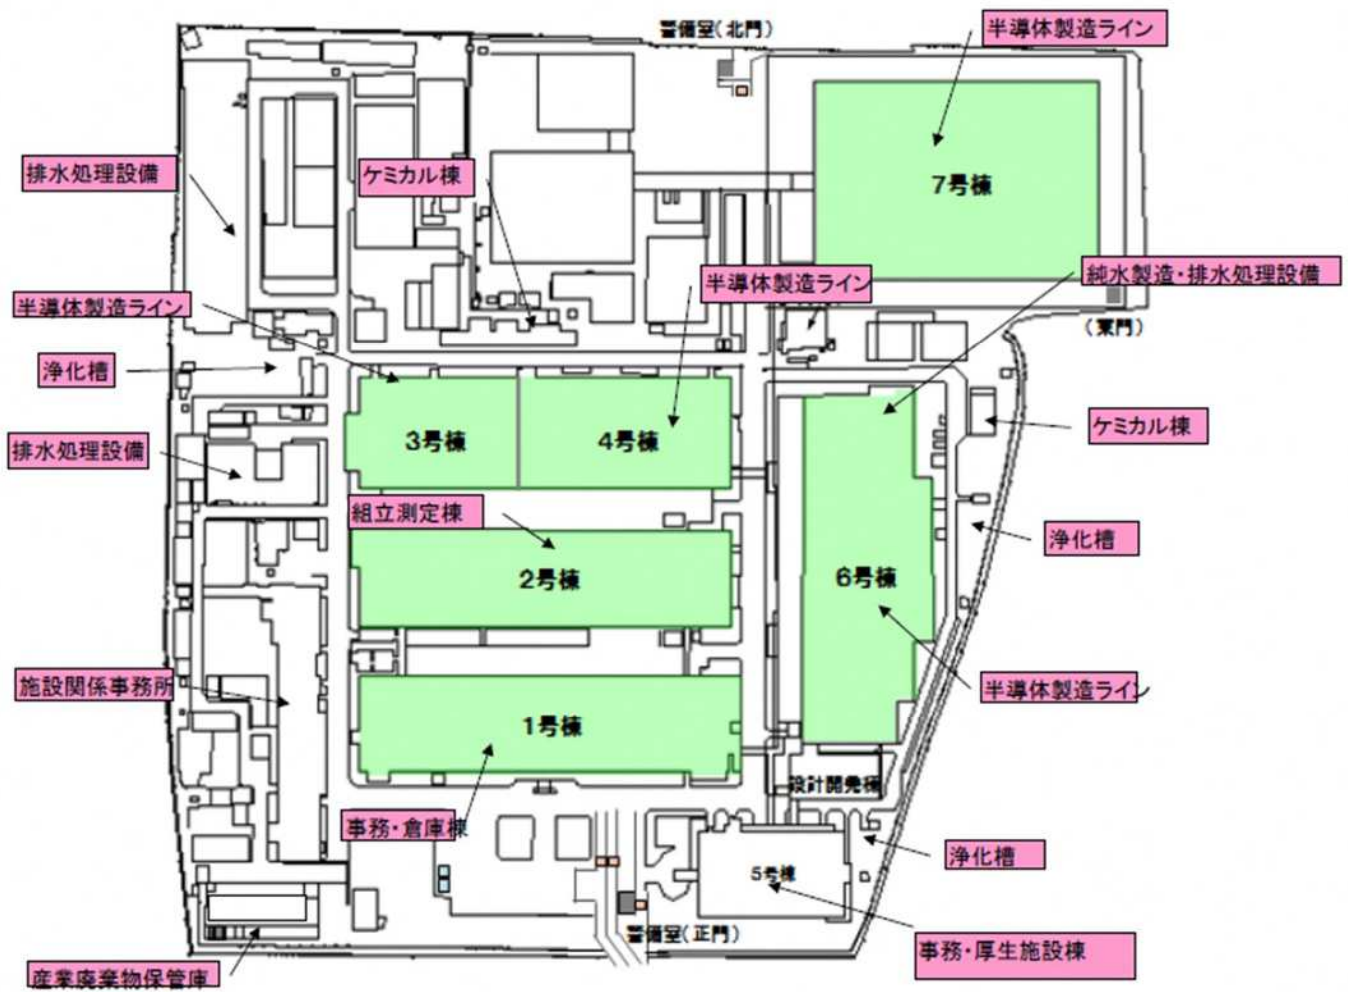 警備室(北門)
半導体製造ライン
排水処理設備
ケミカル棟
7号棟
半導体製造ライン
純水製造・排水処理設備
半導体製造ライン
(東門)
浄化槽
3号棟
4号棟
ケミカル棟
排水処理設備
組立測定棟
浄化槽
2号棟
6号棟
施設関係事務所
半導体製造ライン
1号棟
設計開発棟
事務・倉庫棟
浄化槽
5号棟
警備室(正門)
事務・厚生施設棟
産業廃棄物保管庫